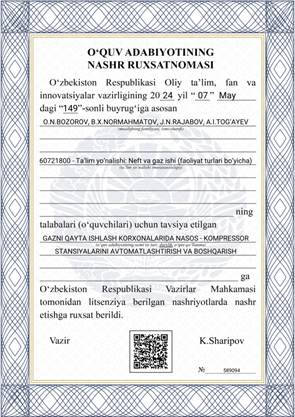 O‘QUV ADABIYOTINING
NASHR RUXSATNOMASI
O‘zbekiston Respublikasi Oliy ta’lim, fan va
innovatsiyalar vazirligining 20 24 yil “ 07 ” May
dagi “149”-sonli buyrug‘iga asosan
O.N.BOZOROV, B.X.NORMAHMATOV, J.N.RAJABOV, A.I.TOG'AYEV
(muallifning familiyasi, ismi-sharifi)
60721800 - Ta'lim yo'nalishi: Neft va gaz ishi (faoliyat turlari bo'yicha)
(ta’lim yo‘nalishi (mutaxassisligi))
ning
talabalari (o‘quvchilari) uchun tavsiya etilgan
GAZNI QAYTA ISHLASH KORXONALARIDA NASOS - KOMPRESSOR
STANSIYALARINI AVTOMATLASHTIRISH VA BOSHQARISH
ga
O‘zbekiston Respublikasi Vazirlar Mahkamasi
tomonidan litsenziya berilgan nashriyotlarda nashr
etishga ruxsat berildi.
Vazir K.Sharipov
№ 589094